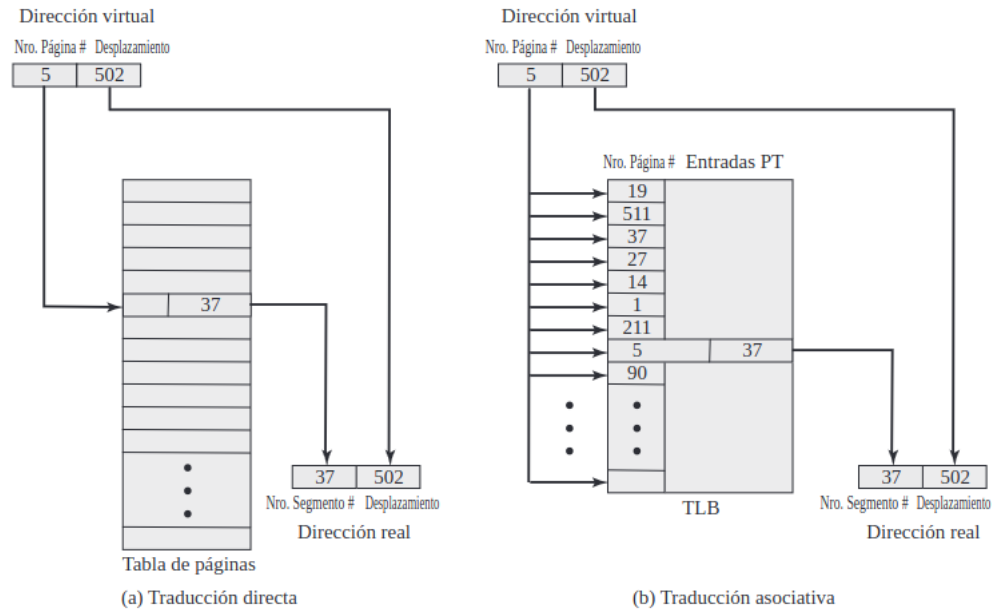 Dirección virtual
Nro. Página # Desplazamiento
5 502
37
37 502
Nro. Segmento # Desplazamiento
Dirección real
Tabla de páginas
(a) Traducción directa
Dirección virtual
Nro. Página # Desplazamiento
5 502
Nro. Página # Entradas PT
19
511
37
27
14
1
211
5 37
90
37 502
Nro. Segmento # Desplazamiento
TLB
Dirección real
(b) Traducción asociativa